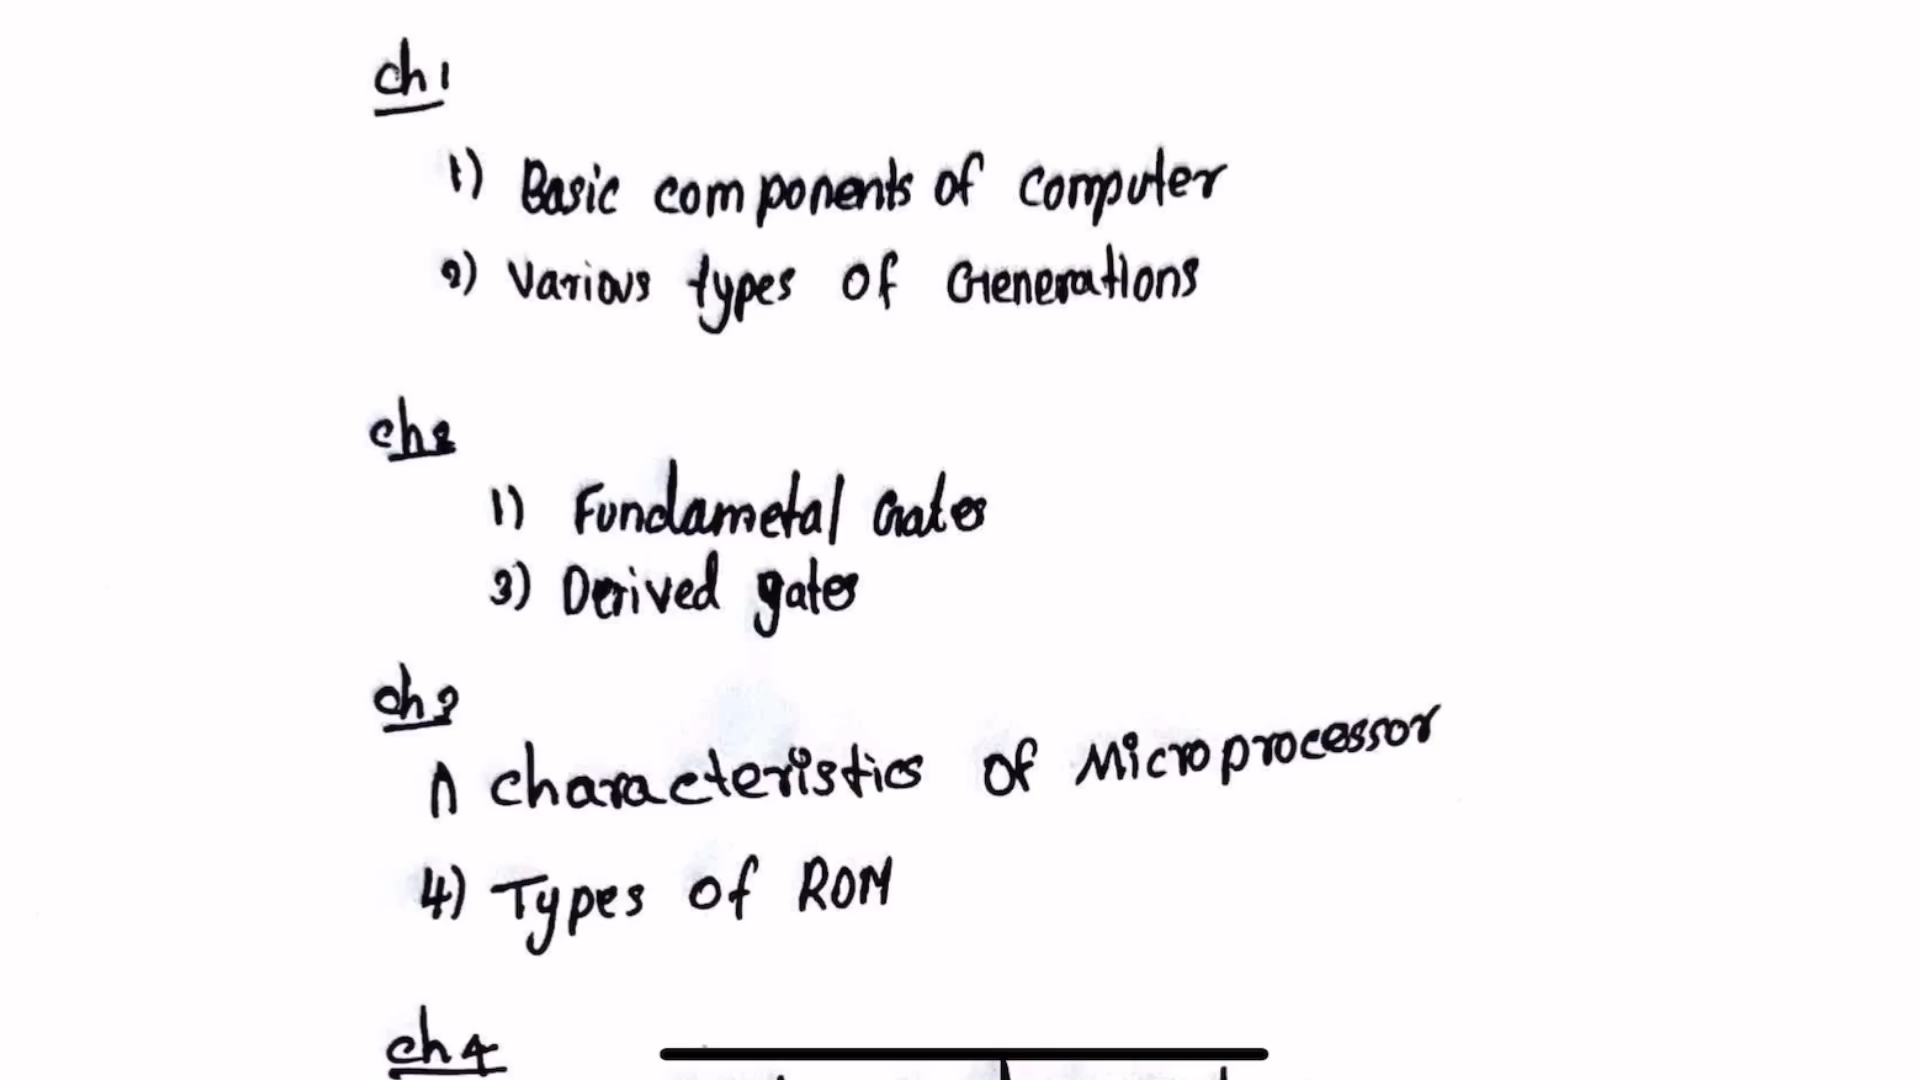 ch1
1) Basic components of computer
2) Various types of Generations
ch2
1) Fundametal Gates
3) Derived gates
ch3
1) characteristics of Microprocessor
4) Types of ROM
ch4